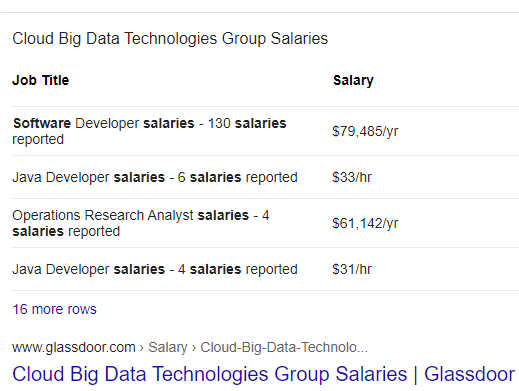 Cloud Big Data Technologies Group Salaries
Job Title Salary
Software Developer salaries - 130 salaries
reported
$79,485/yr
Java Developer salaries - 6 salaries reported
$33/hr
Operations Research Analyst salaries - 4
salaries reported
$61,142/yr
Java Developer salaries - 4 salaries reported
$31/hr
16 more rows
www.glassdoor.com › Salary › Cloud-Big-Data-Technolo...
Cloud Big Data Technologies Group Salaries | Glassdoor